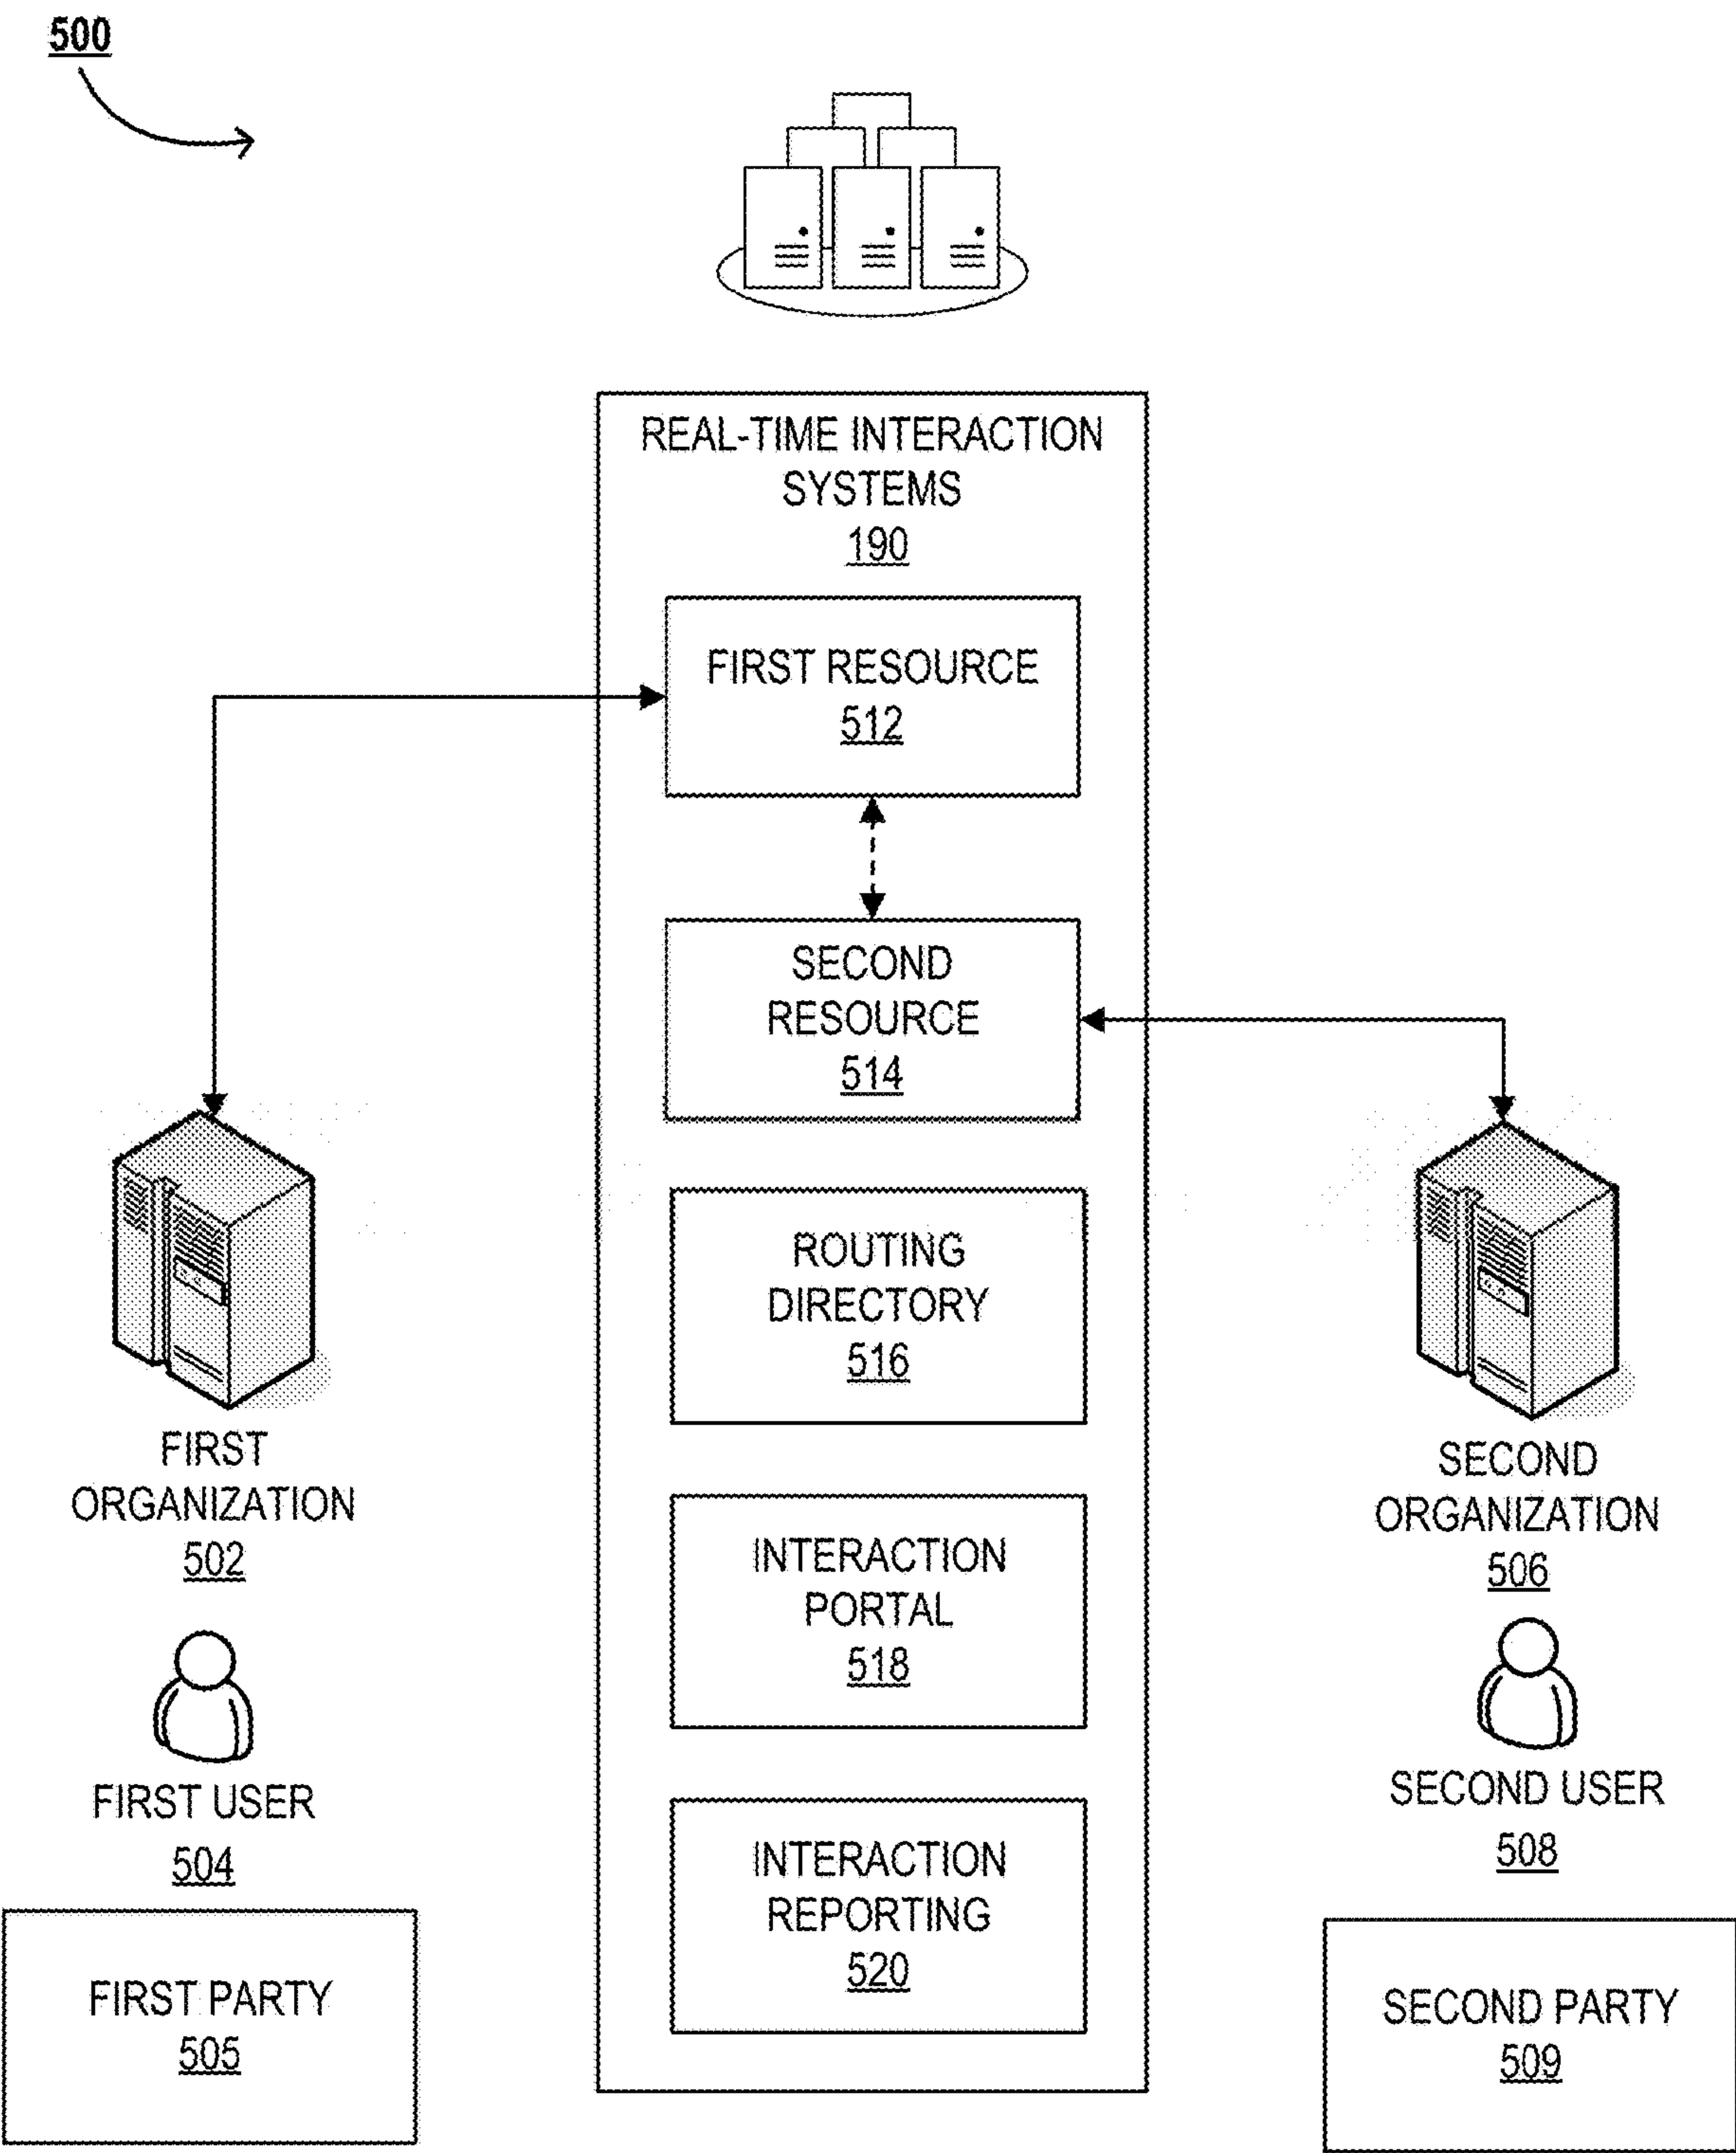 500
REAL-TIME INTERACTION
SYSTEMS
190
FIRST RESOURCE
512
SECOND
RESOURCE
514
ROUTING
DIRECTORY
516
INTERACTION
PORTAL
518
INTERACTION
REPORTING
520
FIRST
ORGANIZATION
502
FIRST USER
504
FIRST PARTY
505
SECOND
ORGANIZATION
506
SECOND USER
508
SECOND PARTY
509